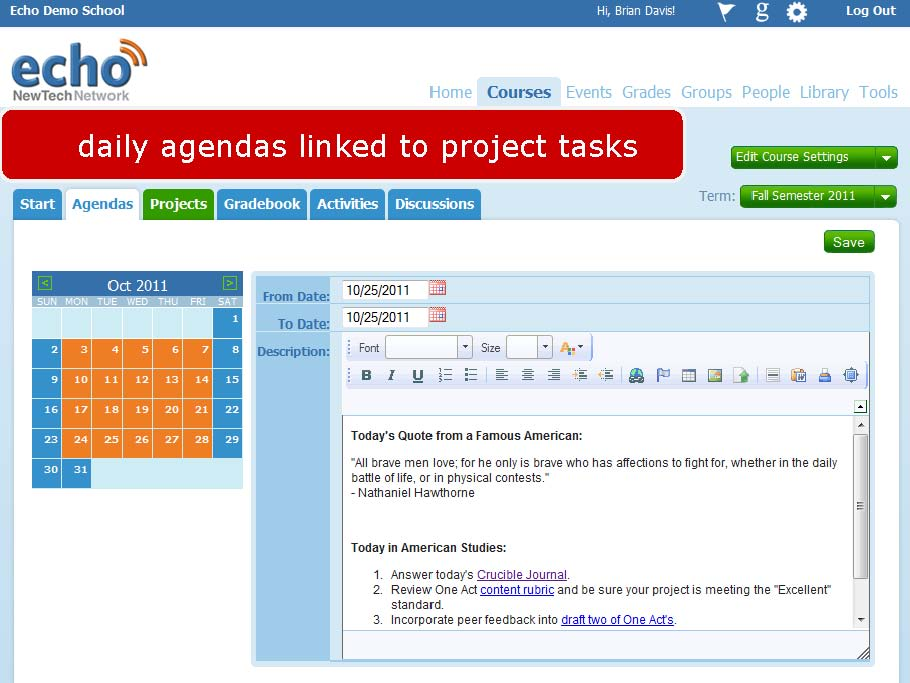 Echo Demo School
Hi, Brian Davis!
g
Log Out
echo
NewTech Network
Home Courses Events Grades Groups People Library Tools
daily agendas linked to project tasks
Edit Course Settings
Term: Fall Semester 2011
Start Agendas Projects Gradebook Activities Discussions
Save
< Oct 2011 >
SUN MON TUE WED THU FRI SAT
1
2 3 4 5 6 7 8
9 10 11 12 13 14 15
16 17 18 19 20 21 22
23 24 25 26 27 28 29
30 31
From Date: 10/25/2011
To Date: 10/25/2011
Description:
Font Size A
B I U
Today's Quote from a Famous American:
"All brave men love; for he only is brave who has affections to fight for, whether in the daily
battle of life, or in physical contests."
- Nathaniel Hawthorne
Today in American Studies:
1. Answer today's Crucible Journal.
2. Review One Act content rubric and be sure your project is meeting the "Excellent"
standard.
3. Incorporate peer feedback into draft two of One Act's.